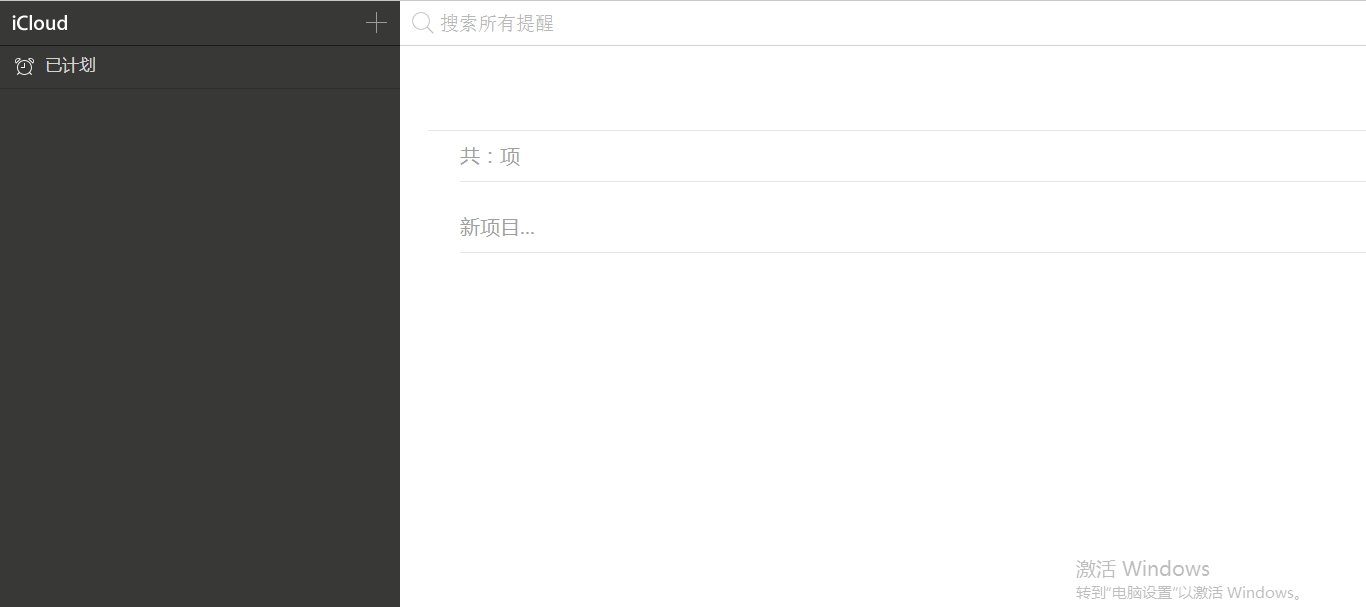 iCloud
搜索所有提醒
已计划
共：项
新项目...
激活 Windows
转到"电脑设置"以激活 Windows。